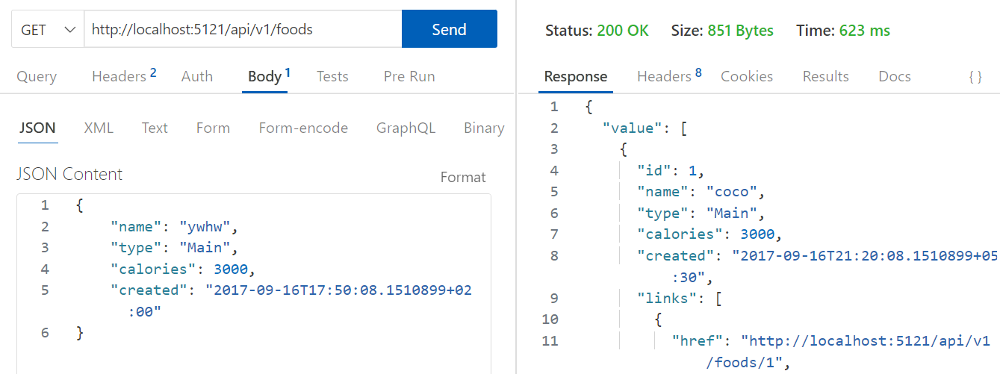 GET http://localhost:5121/api/v1/foods Send
Query Headers 2 Auth Body 1 Tests Pre Run
JSON XML Text Form Form-encode GraphQL Binary
JSON Content Format
1 {
2 "name": "ywhw",
3 "type": "Main",
4 "calories": 3000,
5 "created": "2017-09-16T17:50:08.1510899+02
:00"
6 }
Status: 200 OK Size: 851 Bytes Time: 623 ms
Response Headers 8 Cookies Results Docs { }
1 {
2 "value": [
3 {
4 "id": 1,
5 "name": "coco",
6 "type": "Main",
7 "calories": 3000,
8 "created": "2017-09-16T21:20:08.1510899+05
:30",
9 "links": [
10 {
11 "href": "http://localhost:5121/api/v1
/foods/1",